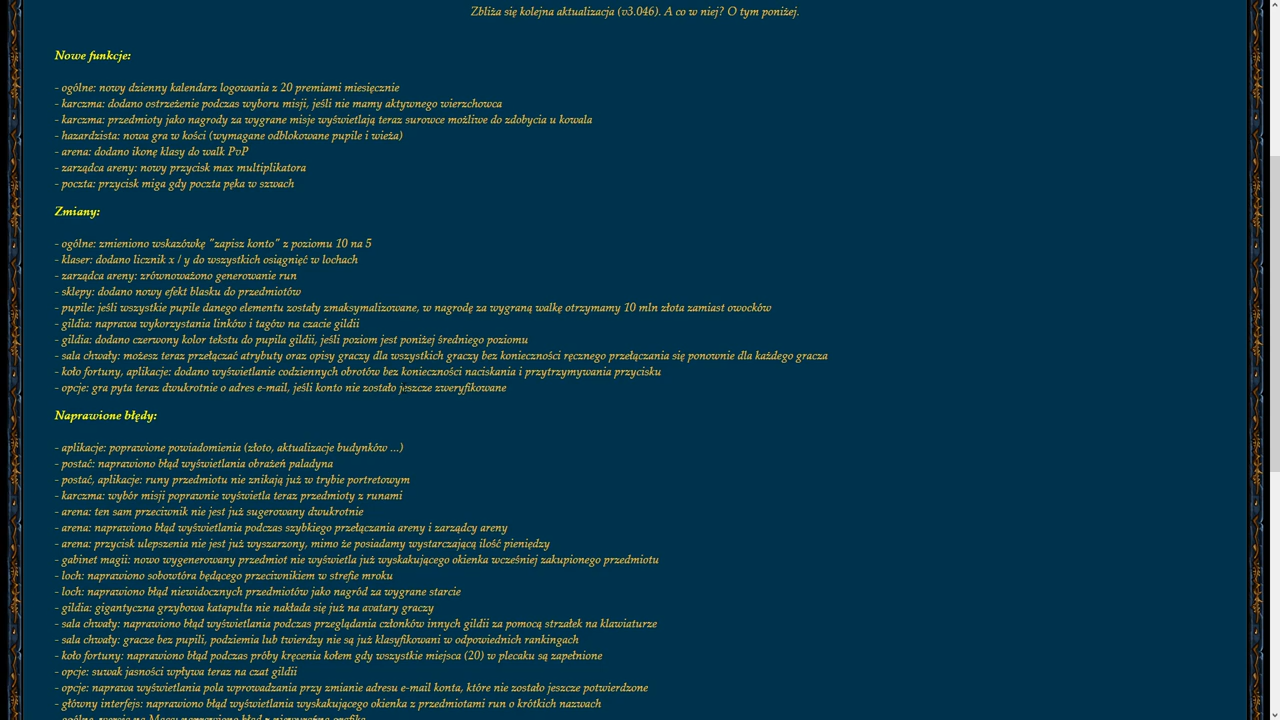 Zbliża się kolejna aktualizacja (v3.046). A co w niej? O tym poniżej.
Nowe funkcje:
- ogólne: nowy dzienny kalendarz logowania z 20 premiami miesięcznie
- karczma: dodano ostrzeżenie podczas wyboru misji, jeśli nie mamy aktywnego wierzchowca
- karczma: przedmioty jako nagrody za wygrane misje wyświetlają teraz surowce możliwe do zdobycia u kowala
- hazardzista: nowa gra w kości (wymagane odblokowane pupile i wieża)
- arena: dodano ikonę klasy do walk PvP
- zarządca areny: nowy przycisk max multiplikatora
- poczta: przycisk miga gdy poczta pęka w szwach
Zmiany:
- ogólne: zmieniono wskazówkę "zapisz konto" z poziomu 10 na 5
- klaser: dodano licznik x / y do wszystkich osiągnięć w lochach
- zarządca areny: zrównoważono generowanie run
- sklepy: dodano nowy efekt blasku do przedmiotów
- pupile: jeśli wszystkie pupile danego elementu zostały zmaksymalizowane, w nagrodę za wygraną walkę otrzymamy 10 mln złota zamiast owocków
- gildia: naprawa wykorzystania linków i tagów na czacie gildii
- gildia: dodano czerwony kolor tekstu do pupila gildii, jeśli poziom jest poniżej średniego poziomu
- sala chwały: możesz teraz przełączać atrybuty oraz opisy graczy dla wszystkich graczy bez konieczności ręcznego przełączania się ponownie dla każdego gracza
- koło fortuny, aplikacje: dodano wyświetlanie codziennych obrotów bez konieczności naciskania i przytrzymywania przycisku
- opcje: gra pyta teraz dwukrotnie o adres e-mail, jeśli konto nie zostało jeszcze zweryfikowane
Naprawione błędy:
- aplikacje: poprawione powiadomienia (złoto, aktualizacje budynków ...)
- postać: naprawiono błąd wyświetlania obrażeń paladyna
- postać, aplikacje: runy przedmiotu nie znikają już w trybie portretowym
- karczma: wybór misji poprawnie wyświetla teraz przedmioty z runami
- arena: ten sam przeciwnik nie jest już sugerowany dwukrotnie
- arena: naprawiono błąd wyświetlania podczas szybkiego przełączania areny i zarządcy areny
- arena: przycisk ulepszenia nie jest już wyszarzony, mimo że posiadamy wystarczającą ilość pieniędzy
- gabinet magii: nowo wygenerowany przedmiot nie wyświetla już wyskakującego okienka wcześniej zakupionego przedmiotu
- loch: naprawiono sobowtóra będącego przeciwnikiem w strefie mroku
- loch: naprawiono błąd niewidocznych przedmiotów jako nagród za wygrane starcie
- gildia: gigantyczna grzybowa katapulta nie nakłada się już na avatary graczy
- sala chwały: naprawiono błąd wyświetlania podczas przeglądania członków innych gildii za pomocą strzałek na klawiaturze
- sala chwały: gracze bez pupili, podziemia lub twierdzy nie są już klasyfikowani w odpowiednich rankingach
- koło fortuny: naprawiono błąd podczas próby kręcenia kołem gdy wszystkie miejsca (20) w plecaku są zapełnione
- opcje: suwak jasności wpływa teraz na czat gildii
- opcje: naprawa wyświetlania pola wprowadzania przy zmianie adresu e-mail konta, które nie zostało jeszcze potwierdzone
- główny interfejs: naprawiono błąd wyświetlania wyskakującego okienka z przedmiotami run o krótkich nazwach